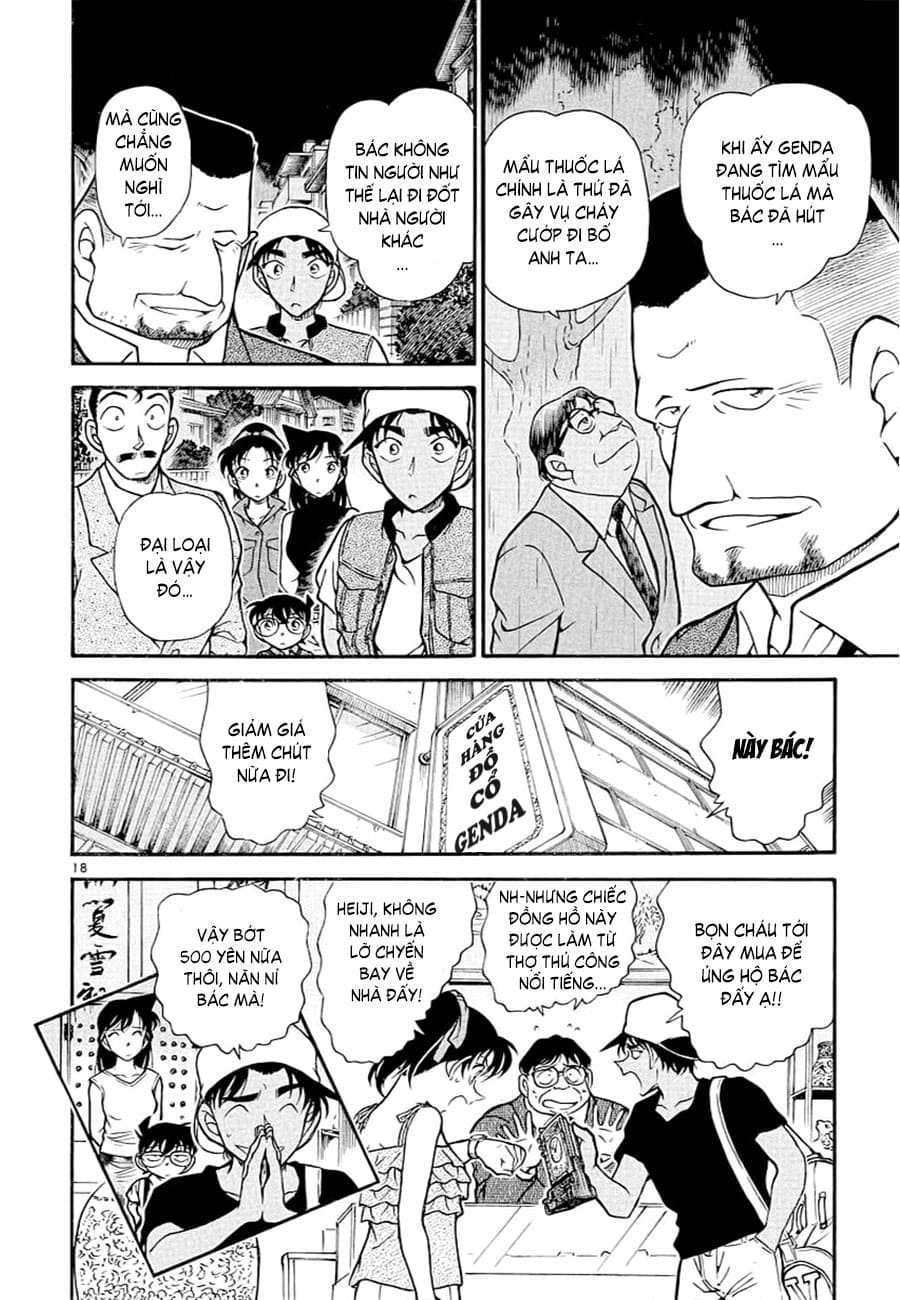 KHI ẤY GENDA
ĐANG TÌM MẨU
THUỐC LÁ MÀ
BÁC ĐÃ HÚT
...
MẨU THUỐC LÁ
CHÍNH LÀ THỨ ĐÃ
GÂY VỤ CHÁY
CƯỚP ĐI BỐ
ANH TA...
BÁC KHÔNG
TIN NGƯỜI NHƯ
THẾ LẠI ĐI ĐỐT
NHÀ NGƯỜI
KHÁC
...
MÀ CŨNG
CHẲNG
MUỐN
NGHĨ
TỚI...
ĐẠI LOẠI
LÀ VẬY
ĐÓ...
NÀY BÁC!
CỬA
HÀNG
ĐỒ
CỔ
GENDA
GIẢM GIÁ
THÊM CHÚT
NỮA ĐI!
18
BỌN CHÁU TỚI
ĐÂY MUA ĐỂ
ỦNG HỘ BÁC
ĐẤY Ạ!!
NH-NHƯNG CHIẾC
ĐỒNG HỒ NÀY
ĐƯỢC LÀM TỪ
THỢ THỦ CÔNG
NỔI TIẾNG...
HEIJI, KHÔNG
NHANH LÀ
LỠ CHYẾN
BAY VỀ
NHÀ ĐẤY!
VẬY BỚT
500 YÊN NỮA
THÔI, NĂN NÍ
BÁC MÀ!
夏雪